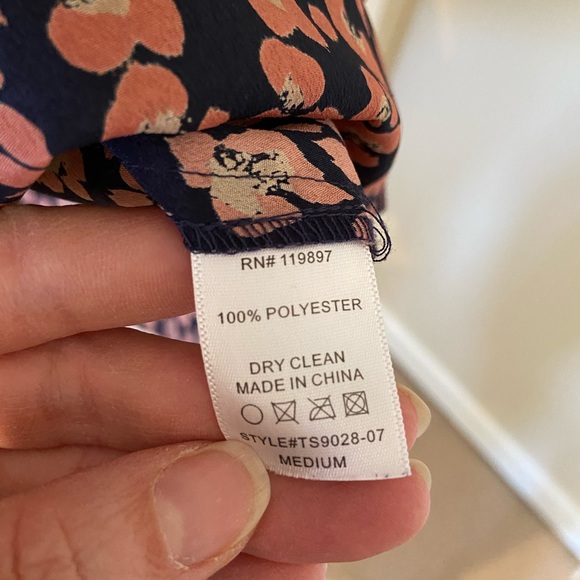 RN# 119897
100% POLYESTER
DRY CLEAN
MADE IN CHINA
STYLE#TS9028-07
MEDIUM